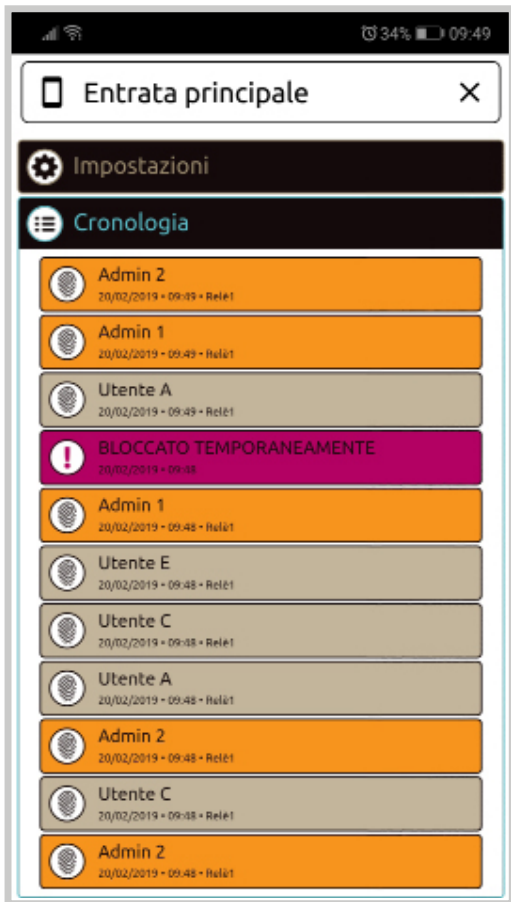 34% 09:49
Entrata principale
Impostazioni
Cronologia
Admin 2
20/02/2019 • 09:49 • Relè1
Admin 1
20/02/2019 • 09:49 • Relè1
Utente A
20/02/2019 • 09:49 • Relè1
BLOCCATO TEMPORANEAMENTE
20/02/2019 • 09:48
Admin 1
20/02/2019 • 09:48 • Relè1
Utente E
20/02/2019 • 09:48 • Relè1
Utente C
20/02/2019 • 09:48 • Relè1
Utente A
20/02/2019 • 09:48 • Relè1
Admin 2
20/02/2019 • 09:48 • Relè1
Utente C
20/02/2019 • 09:48 • Relè1
Admin 2
20/02/2019 • 09:48 • Relè1